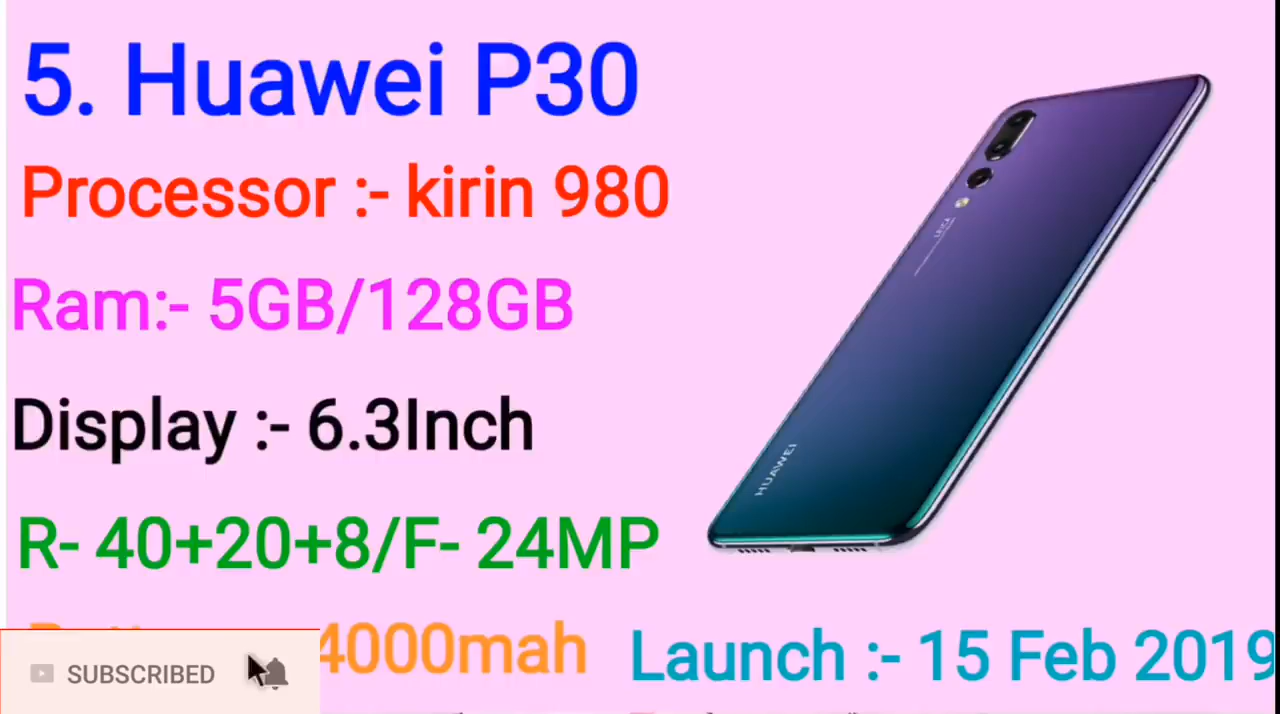 5. Huawei P30
Processor :- kirin 980
Ram:- 5GB/128GB
Display :- 6.3Inch
R- 40+20+8/F- 24MP
4000mah
Launch :- 15 Feb 2019
SUBSCRIBED
HUAWEI